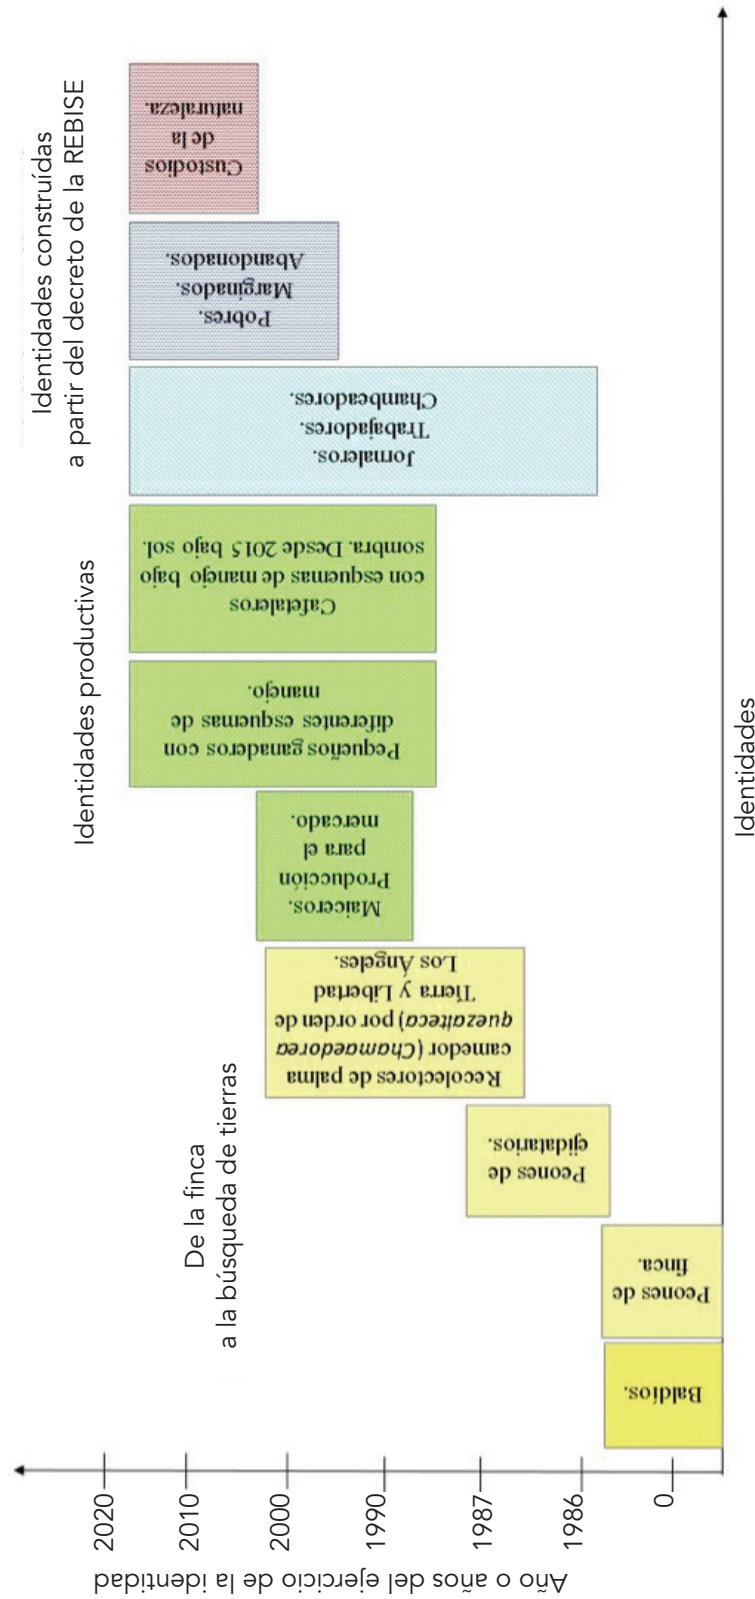 Identidades construídas
a partir del decreto de la REBISE
Identidades productivas
De la finca
a la búsqueda de tierras
Custodios
de la
naturaleza.
Pobres.
Marginados.
Abandonados.
Jornaleros.
Trabajadores.
Chambeadores.
Cafetaleros
con esquemas de manejo bajo
sombra. Desde 2015 bajo sol.
Pequeños ganaderos con
diferentes esquemas de
manejo.
Maiceros.
Producción
para el
mercado.
Recolectores de palma
camedor (Chamaedorea
quezalteca) por orden de
Tierra y Libertad
Los Ángeles.
Peones de
ejidatarios.
Peones de
finca.
Baldíos.
2020
2010
2000
1990
1987
1986
0
Año o años del ejercicio de la identidad
Identidades